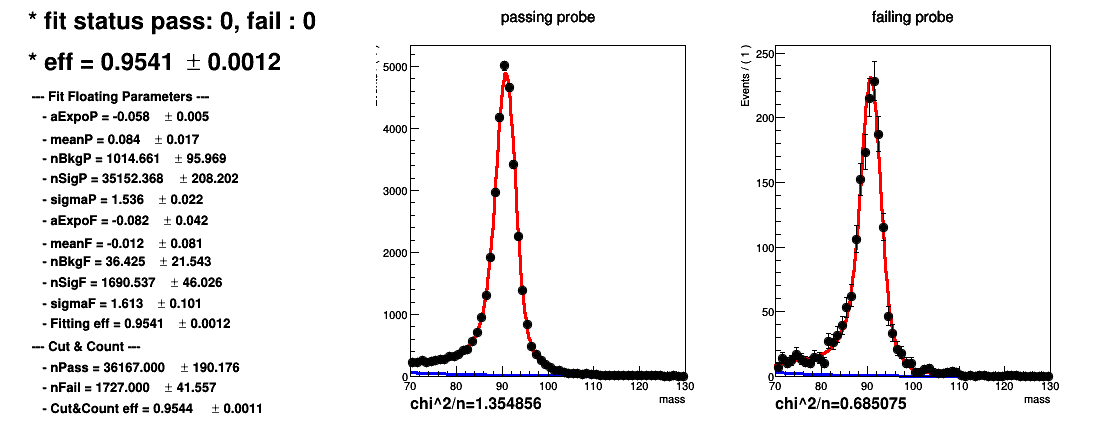 * fit status pass: 0, fail : 0
* eff = 0.9541 ± 0.0012
--- Fit Floating Parameters ---
- aExpoP = -0.058 ± 0.005
- meanP = 0.084 ± 0.017
- nBkgP = 1014.661 ± 95.969
- nSigP = 35152.368 ± 208.202
- sigmaP = 1.536 ± 0.022
- aExpoF = -0.082 ± 0.042
- meanF = -0.012 ± 0.081
- nBkgF = 36.425 ± 21.543
- nSigF = 1690.537 ± 46.026
- sigmaF = 1.613 ± 0.101
- Fitting eff = 0.9541 ± 0.0012
--- Cut & Count ---
- nPass = 36167.000 ± 190.176
- nFail = 1727.000 ± 41.557
- Cut&Count eff = 0.9544 ± 0.0011
passing probe
5000
4000
3000
2000
1000
0
70 80 90 100 110 120 130
mass
chi^2/n=1.354856
failing probe
Events / ( 1 )
250
200
150
100
50
0
70 80 90 100 110 120 130
mass
chi^2/n=0.685075